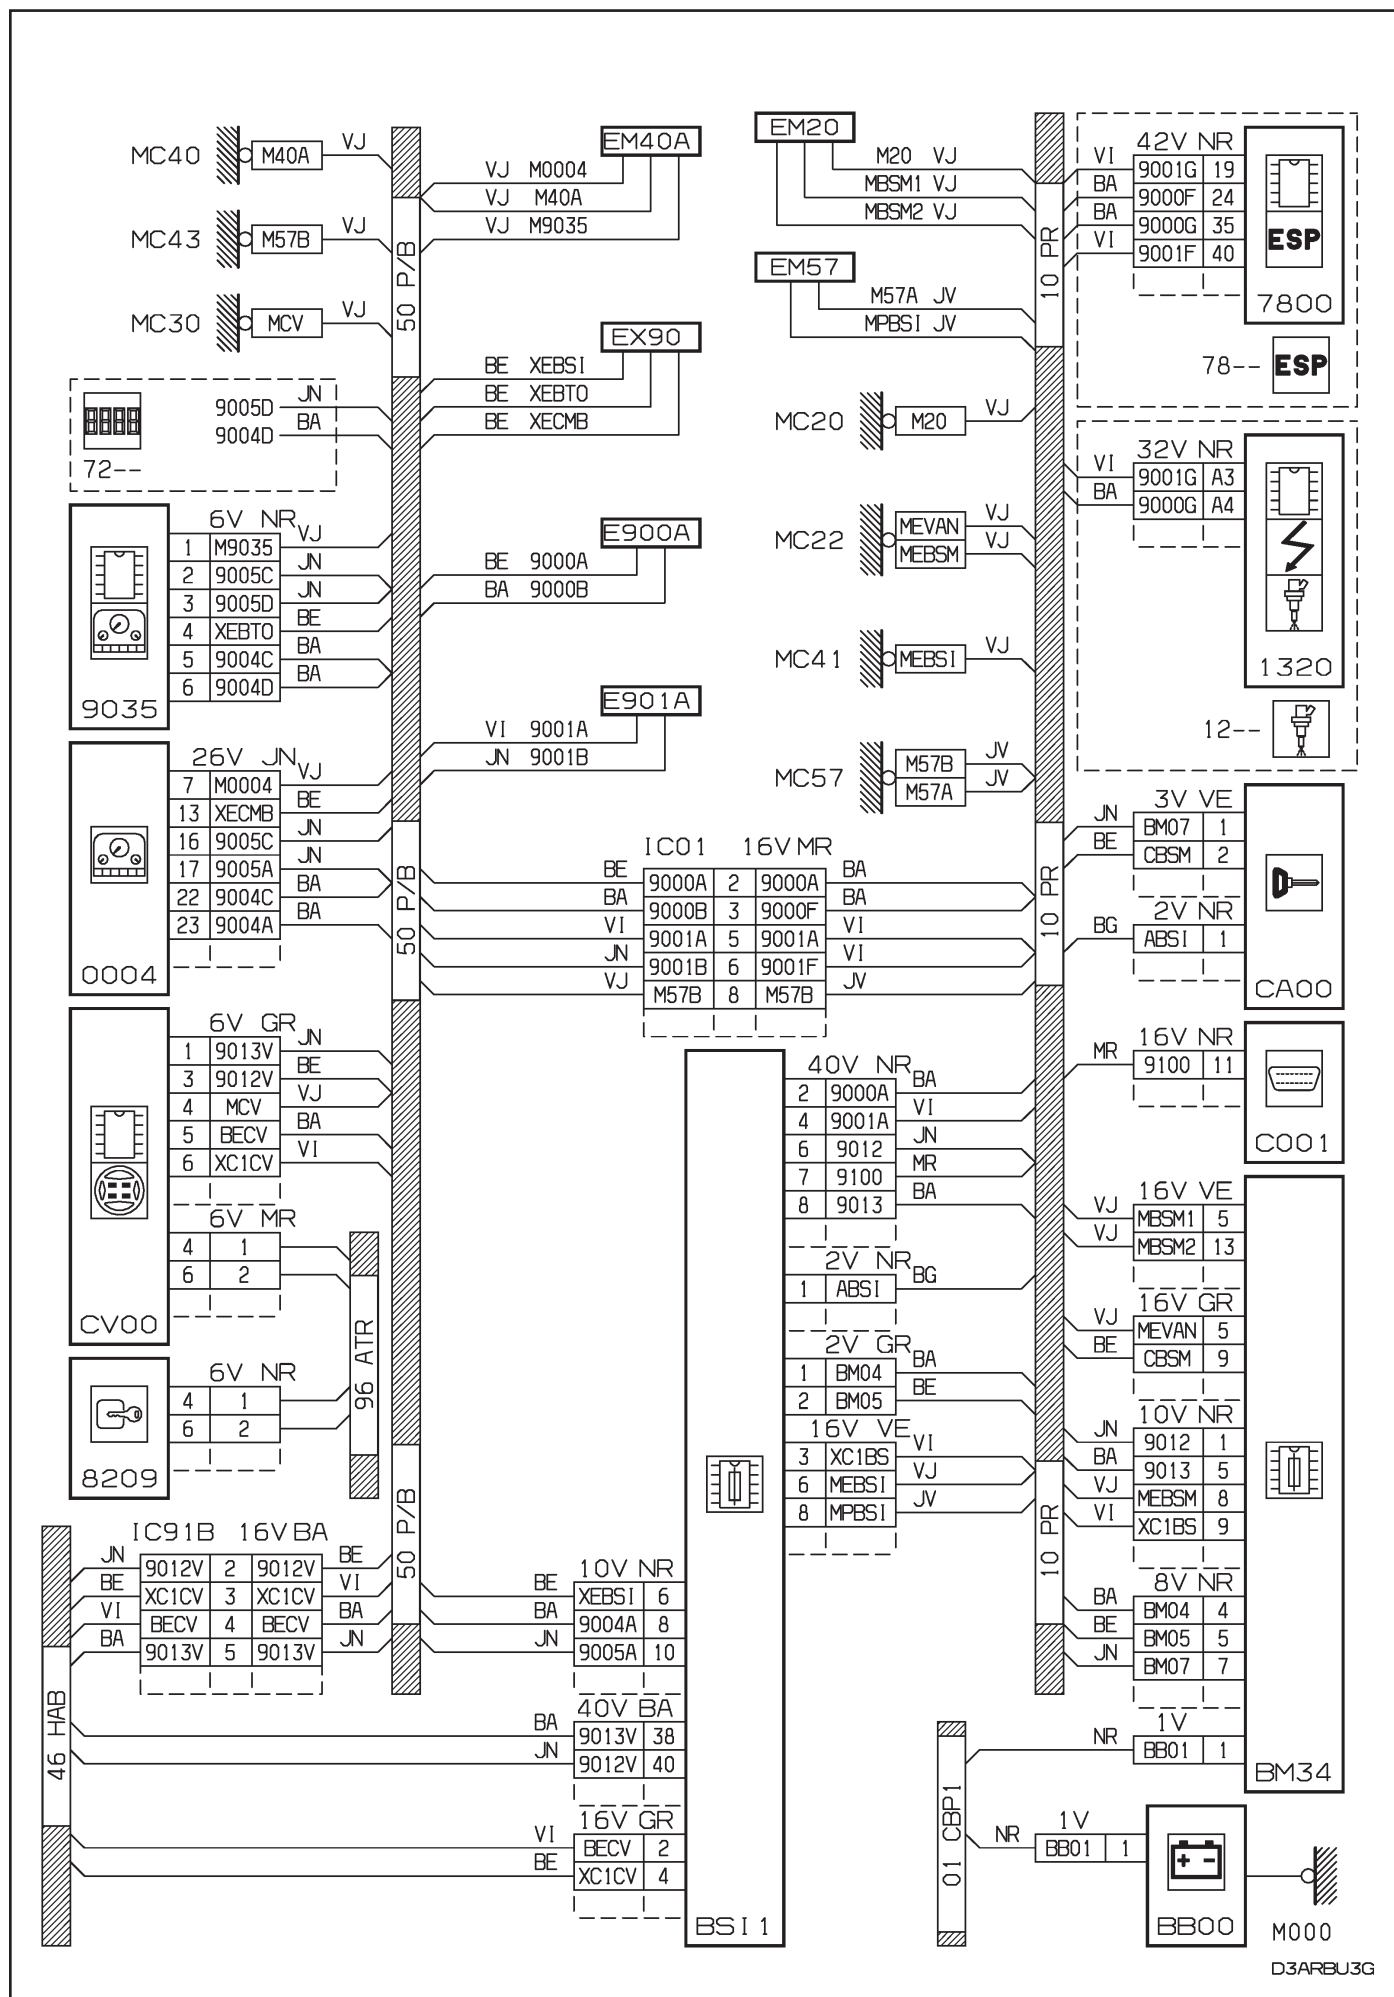 MC40 M40A VJ
MC43 M57B VJ
MC30 MCV VJ
50 P/B
EM40A
VJ M0004
VJ M40A
VJ M9035
EX90
BE XEBSI
BE XEBTO
BE XECMB
E900A
BE 9000A
BA 9000B
E901A
VI 9001A
JN 9001B
72--
9005D JN
9004D BA
6V NR
1 M9035 VJ
2 9005C JN
3 9005D JN
4 XEBTO BE
5 9004C BA
6 9004D BA
9035
26V JN
7 M0004 VJ
13 XECMB BE
16 9005C JN
17 9005A JN
22 9004C BA
23 9004A BA
0004
50 P/B
6V GR
1 9013V JN
3 9012V BE
4 MCV VJ
5 BECV BA
6 XC1CV VI
6V MR
4 1
6 2
CV00
96 ATR
6V NR
4 1
6 2
8209
50 P/B
IC91B 16V BA
JN 9012V 2 9012V BE
BE XC1CV 3 XC1CV VI
VI BECV 4 BECV BA
BA 9013V 5 9013V JN
46 HAB
EM20
M20 VJ
MBSM1 VJ
MBSM2 VJ
EM57
M57A JV
MPBSI JV
10 PR
MC20 M20 VJ
MC22 MEVAN VJ
MEBSM VJ
MC41 MEBSI VJ
MC57 M57B JV
M57A JV
IC01 16V MR
BE 9000A 2 9000A BA
BA 9000B 3 9000F BA
VI 9001A 5 9001A VI
JN 9001B 6 9001F VI
VJ M57B 8 M57B JV
10 PR
40V NR
2 9000A BA
4 9001A VI
6 9012 JN
7 9100 MR
8 9013 BA
2V NR
1 ABSI BG
2V GR
1 BM04 BA
2 BM05 BE
16V VE
3 XC1BS VI
6 MEBSI VJ
8 MPBSI JV
10V NR
BE XEBSI 6
BA 9004A 8
JN 9005A 10
40V BA
BA 9013V 38
JN 9012V 40
16V GR
VI BECV 2
BE XC1CV 4
BSI1
10 PR
42V NR
VI 9001G 19
BA 9000F 24
BA 9000G 35
VI 9001F 40
ESP
7800
78-- ESP
32V NR
VI 9001G A3
BA 9000G A4
1320
12--
3V VE
JN BM07 1
BE CBSM 2
2V NR
BG ABSI 1
CA00
16V NR
MR 9100 11
C001
16V VE
VJ MBSM1 5
VJ MBSM2 13
16V GR
VJ MEVAN 5
BE CBSM 9
10V NR
JN 9012 1
BA 9013 5
VJ MEBSM 8
VI XC1BS 9
8V NR
BA BM04 4
BE BM05 5
JN BM07 7
1V
NR BB01 1
BM34
01 CBP1
1V
NR BB01 1
+ -
BB00
M000
D3ARBU3G